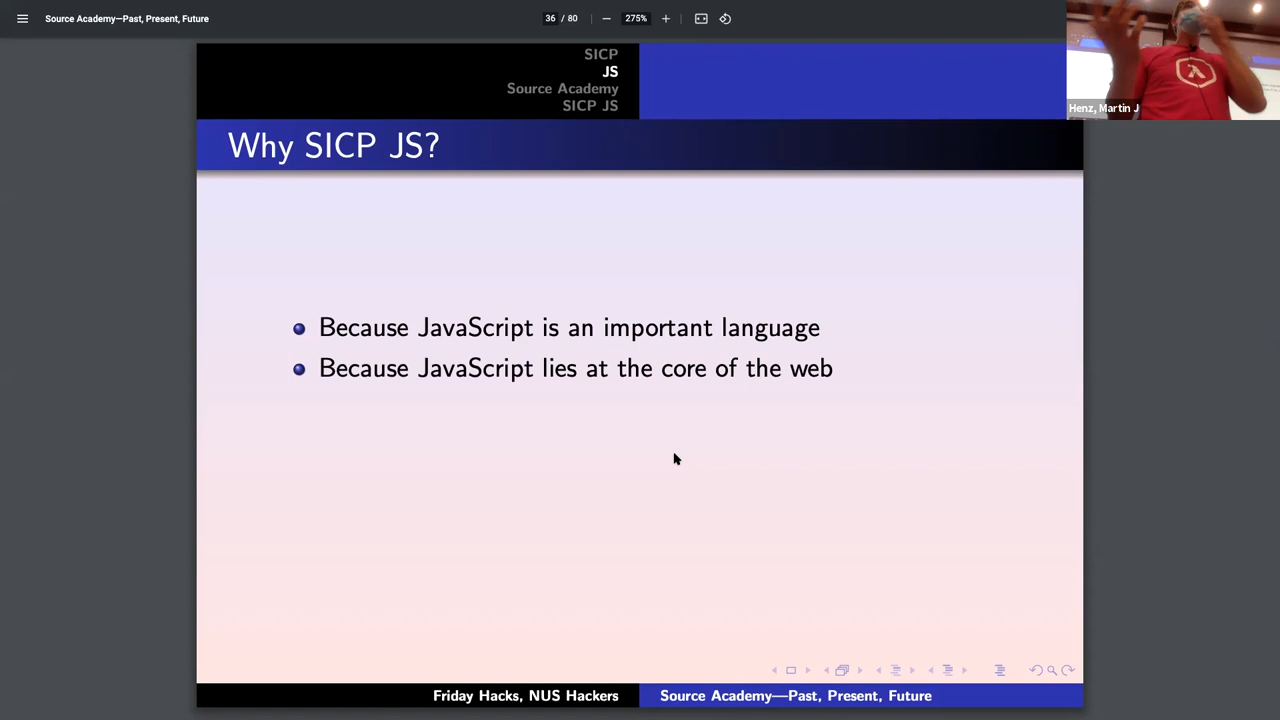 Source Academy—Past, Present, Future
36 / 80
275%
Henz, Martin J
SICP
JS
Source Academy
SICP JS
Why SICP JS?
Because JavaScript is an important language
Because JavaScript lies at the core of the web
Friday Hacks, NUS Hackers
Source Academy—Past, Present, Future